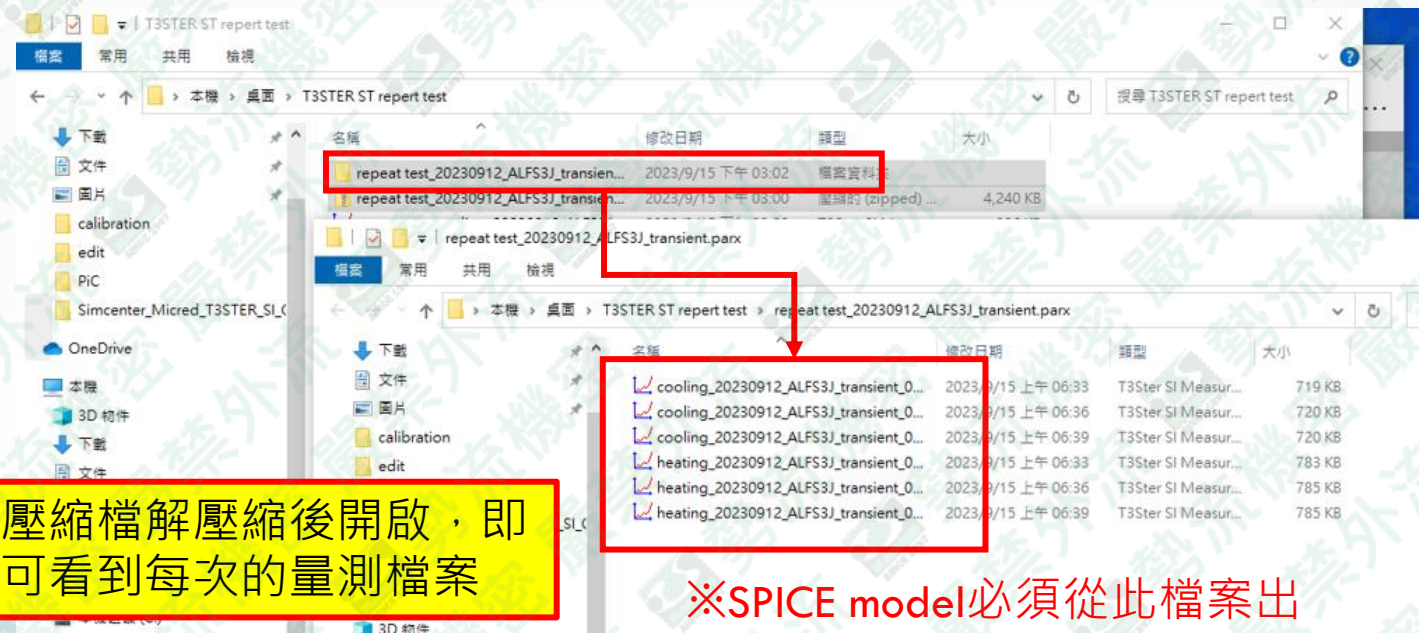 T3STER ST repert test
檔案 常用 共用 檢視
本機 › 桌面 › T3STER ST repert test
搜尋 T3STER ST repert test
名稱 修改日期 類型 大小
下載
文件
圖片
calibration
edit
PiC
Simcenter_Micred_T3STER_SI_(
OneDrive
本機
3D 物件
下載
文件
repeat test_20230912_ALFS3J_transien... 2023/9/15 下午 03:02 檔案資料夾
repeat test_20230912_ALFS3J_transien... 2023/9/15 下午 03:00 壓縮的 (zipped) ... 4,240 KB
repeat test_20230912_ALFS3J_transient.parx
檔案 常用 共用 檢視
本機 › 桌面 › T3STER ST repert test › repeat test_20230912_ALFS3J_transient.parx
名稱 修改日期 類型 大小
下載
文件
圖片
calibration
edit
_SI_(
3D 物件
cooling_20230912_ALFS3J_transient_0... 2023/9/15 上午 06:33 T3Ster SI Measur... 719 KB
cooling_20230912_ALFS3J_transient_0... 2023/9/15 上午 06:36 T3Ster SI Measur... 720 KB
cooling_20230912_ALFS3J_transient_0... 2023/9/15 上午 06:39 T3Ster SI Measur... 720 KB
heating_20230912_ALFS3J_transient_0... 2023/9/15 上午 06:33 T3Ster SI Measur... 783 KB
heating_20230912_ALFS3J_transient_0... 2023/9/15 上午 06:36 T3Ster SI Measur... 785 KB
heating_20230912_ALFS3J_transient_0... 2023/9/15 上午 06:39 T3Ster SI Measur... 785 KB
壓縮檔解壓縮後開啟，即
可看到每次的量測檔案
※SPICE model必須從此檔案出